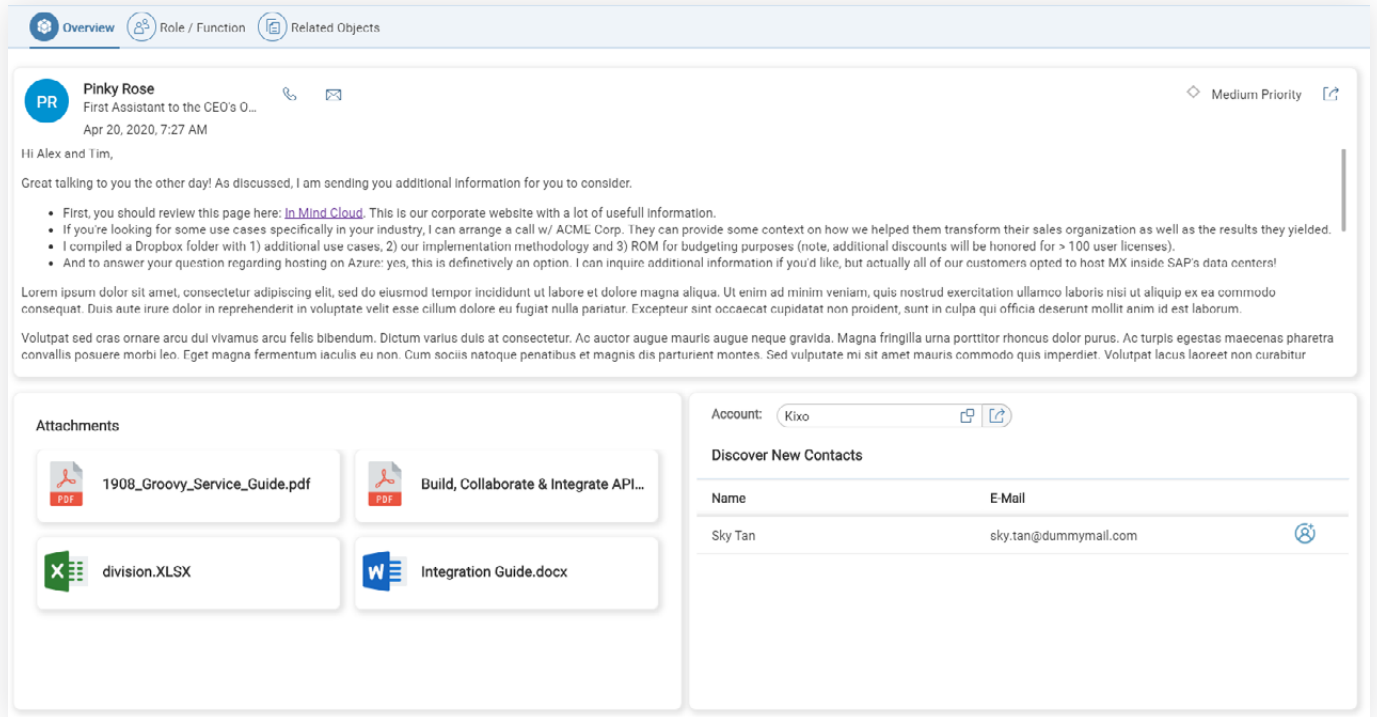 Overview Role / Function Related Objects
PR
Pinky Rose
First Assistant to the CEO's O...
Apr 20, 2020, 7:27 AM
Medium Priority
Hi Alex and Tim,
Great talking to you the other day! As discussed, I am sending you additional information for you to consider.
• First, you should review this page here: In Mind Cloud. This is our corporate website with a lot of usefull information.
• If you're looking for some use cases specifically in your industry, I can arrange a call w/ ACME Corp. They can provide some context on how we helped them transform their sales organization as well as the results they yielded.
• I compiled a Dropbox folder with 1) additional use cases, 2) our implementation methodology and 3) ROM for budgeting purposes (note, additional discounts will be honored for > 100 user licenses).
• And to answer your question regarding hosting on Azure: yes, this is definetively an option. I can inquire additional information if you'd like, but actually all of our customers opted to host MX inside SAP's data centers!
Lorem ipsum dolor sit amet, consectetur adipiscing elit, sed do eiusmod tempor incididunt ut labore et dolore magna aliqua. Ut enim ad minim veniam, quis nostrud exercitation ullamco laboris nisi ut aliquip ex ea commodo
consequat. Duis aute irure dolor in reprehenderit in voluptate velit esse cillum dolore eu fugiat nulla pariatur. Excepteur sint occaecat cupidatat non proident, sunt in culpa qui officia deserunt mollit anim id est laborum.
Volutpat sed cras ornare arcu dui vivamus arcu felis bibendum. Dictum varius duis at consectetur. Ac auctor augue mauris augue neque gravida. Magna fringilla urna porttitor rhoncus dolor purus. Ac turpis egestas maecenas pharetra
convallis posuere morbi leo. Eget magna fermentum iaculis eu non. Cum sociis natoque penatibus et magnis dis parturient montes. Sed vulputate mi sit amet mauris commodo quis imperdiet. Volutpat lacus laoreet non curabitur
Attachments
PDF 1908_Groovy_Service_Guide.pdf
PDF Build, Collaborate & Integrate API...
X division.XLSX
W Integration Guide.docx
Account: Kixo
Discover New Contacts
Name E-Mail
Sky Tan sky.tan@dummymail.com